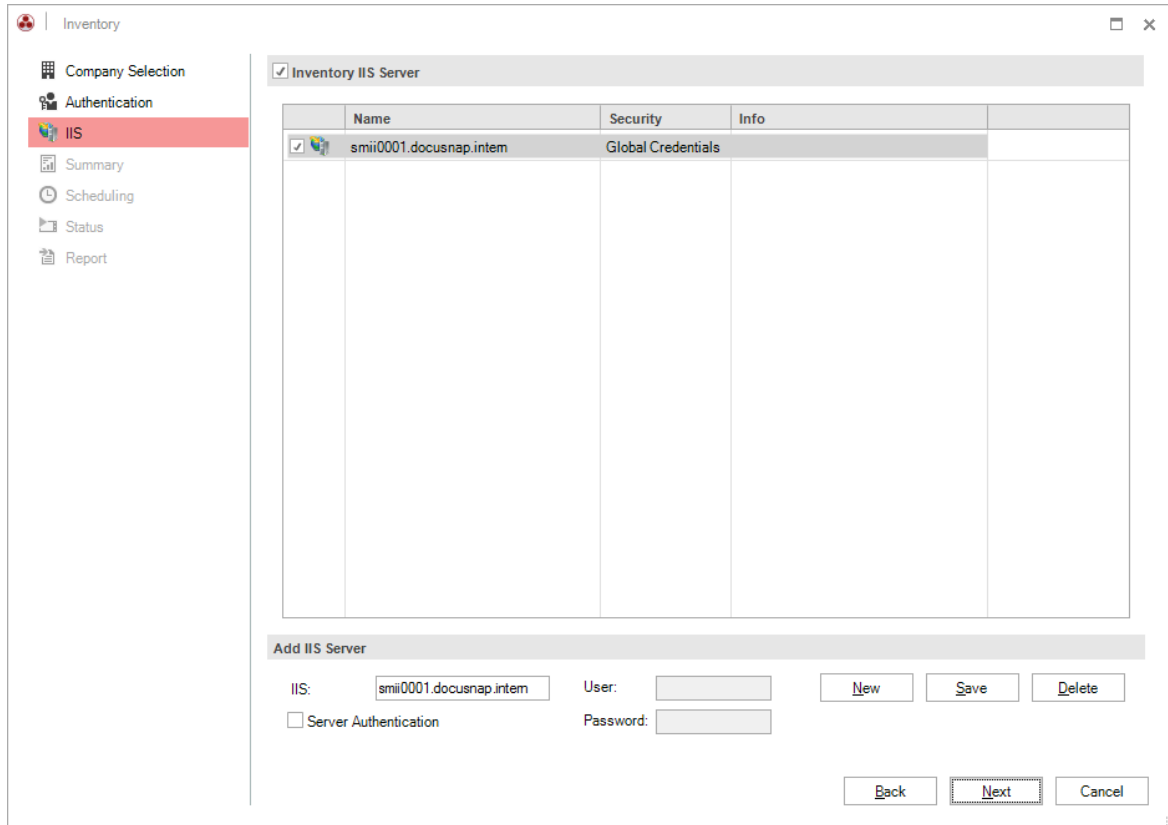 Inventory
Company Selection
Authentication
IIS
Summary
Scheduling
Status
Report
Inventory IIS Server
Name Security Info
smii0001.docusnap.intern Global Credentials
Add IIS Server
IIS: smii0001.docusnap.intern User: New Save Delete
Server Authentication Password:
Back Next Cancel